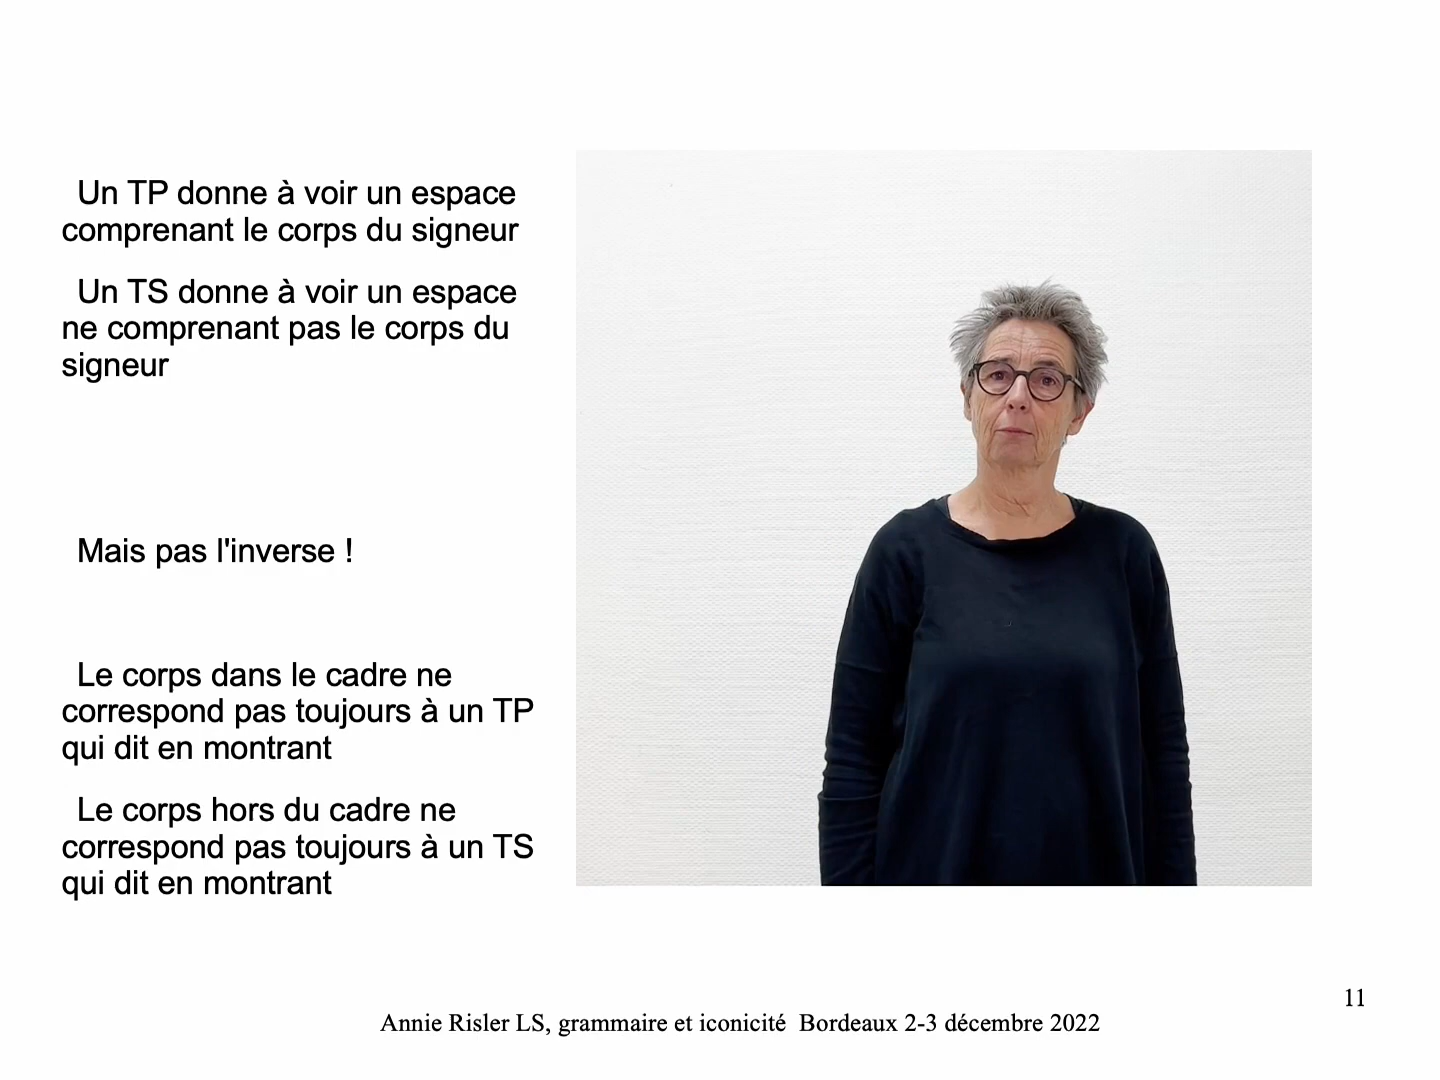 Un TP donne à voir un espace
comprenant le corps du signeur
Un TS donne à voir un espace
ne comprenant pas le corps du
signeur
Mais pas l'inverse !
Le corps dans le cadre ne
correspond pas toujours à un TP
qui dit en montrant
Le corps hors du cadre ne
correspond pas toujours à un TS
qui dit en montrant
11
Annie Risler LS, grammaire et iconicité  Bordeaux 2-3 décembre 2022